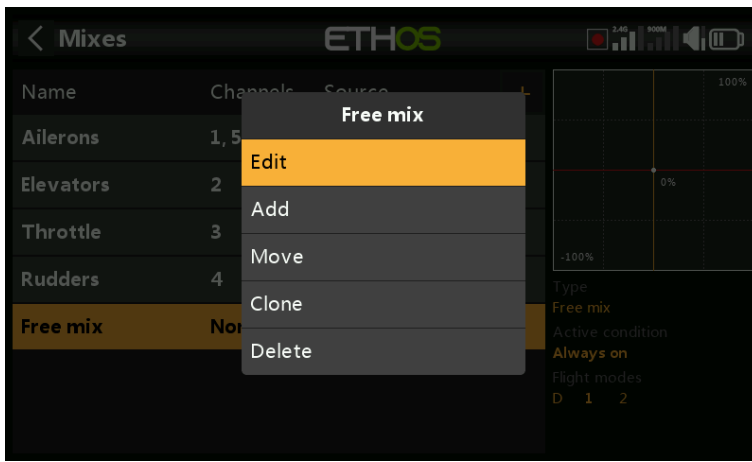 Mixes
ETHOS
2.4G 900M
Name Channels Source +
Free mix
100%
Ailerons 1, 5
Edit
Elevators 2
0%
Add
Throttle 3
Move
-100%
Rudders 4
Type
Clone
Free mix
Free mix
Active condition
Delete
Always on
Flight modes
D 1 2